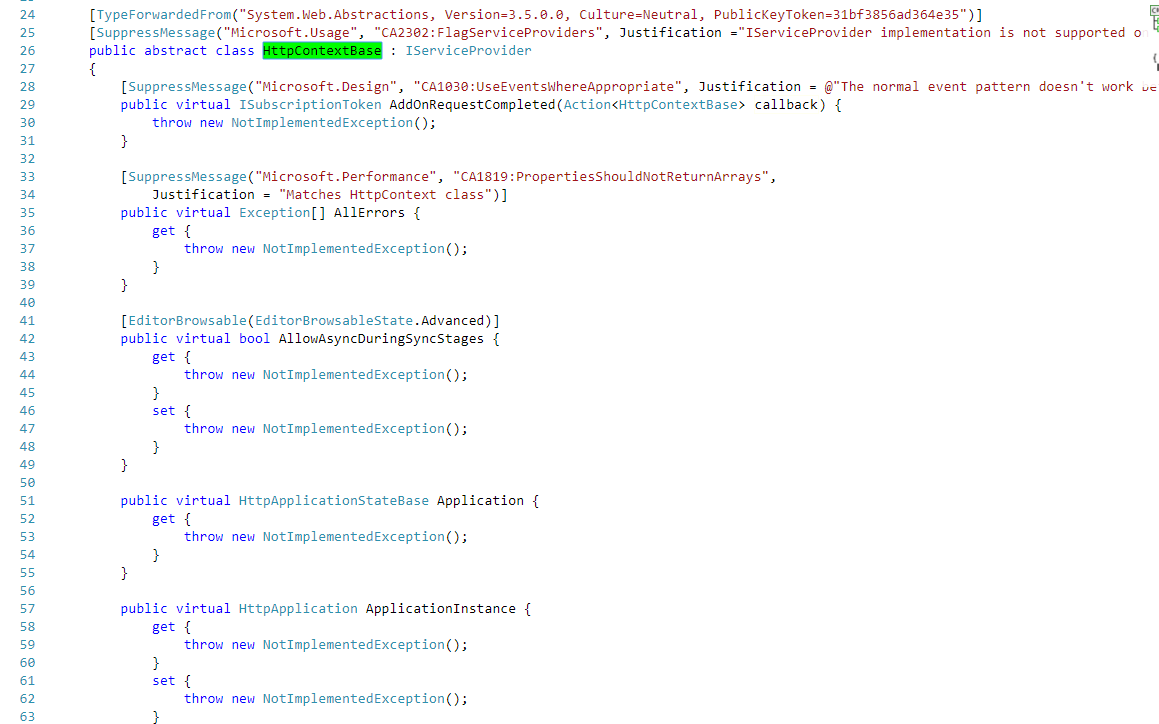 24 [TypeForwardedFrom("System.Web.Abstractions, Version=3.5.0.0, Culture=Neutral, PublicKeyToken=31bf3856ad364e35")]
25 [SuppressMessage("Microsoft.Usage", "CA2302:FlagServiceProviders", Justification ="IServiceProvider implementation is not supported o
26 public abstract class HttpContextBase : IServiceProvider
27 {
28 [SuppressMessage("Microsoft.Design", "CA1030:UseEventsWhereAppropriate", Justification = @"The normal event pattern doesn't work be
29 public virtual ISubscriptionToken AddOnRequestCompleted(Action<HttpContextBase> callback) {
30 throw new NotImplementedException();
31 }
32
33 [SuppressMessage("Microsoft.Performance", "CA1819:PropertiesShouldNotReturnArrays",
34 Justification = "Matches HttpContext class")]
35 public virtual Exception[] AllErrors {
36 get {
37 throw new NotImplementedException();
38 }
39 }
40
41 [EditorBrowsable(EditorBrowsableState.Advanced)]
42 public virtual bool AllowAsyncDuringSyncStages {
43 get {
44 throw new NotImplementedException();
45 }
46 set {
47 throw new NotImplementedException();
48 }
49 }
50
51 public virtual HttpApplicationStateBase Application {
52 get {
53 throw new NotImplementedException();
54 }
55 }
56
57 public virtual HttpApplication ApplicationInstance {
58 get {
59 throw new NotImplementedException();
60 }
61 set {
62 throw new NotImplementedException();
63 }